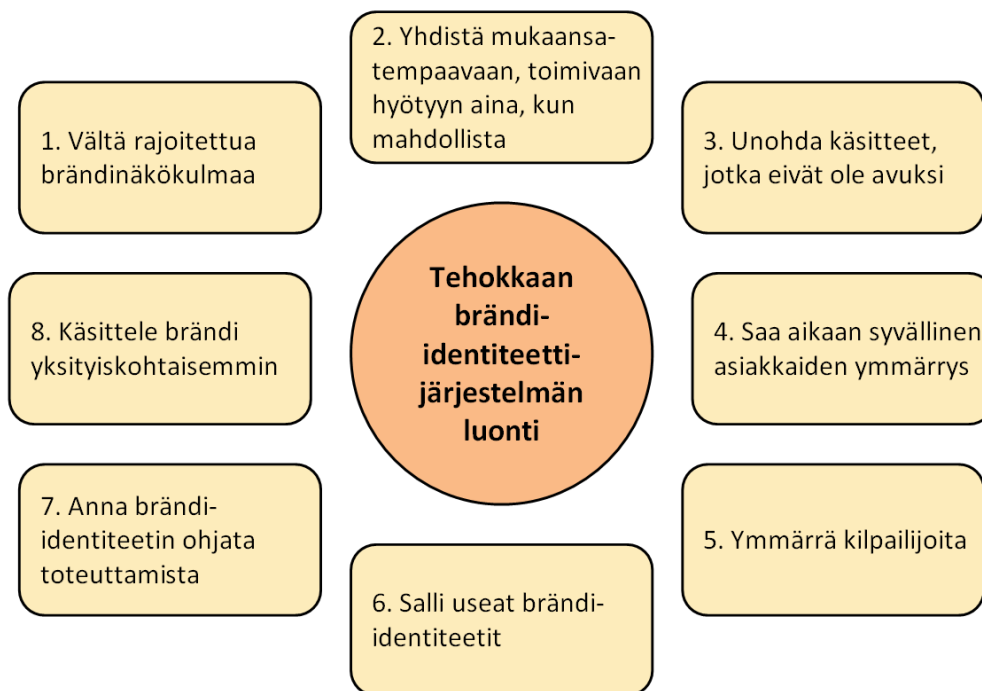 2. Yhdistä mukaansa-
tempaavaan, toimivaan
hyötyyn aina, kun
mahdollista
1. Vältä rajoitettua
brändinäkökulmaa
3. Unohda käsitteet,
jotka eivät ole avuksi
Tehokkaan
brändi-
identiteetti-
järjestelmän
luonti
8. Käsittele brändi
yksityiskohtaisemmin
4. Saa aikaan syvällinen
asiakkaiden ymmärrys
7. Anna brändi-
identiteetin ohjata
toteuttamista
5. Ymmärrä kilpailijoita
6. Salli useat brändi-
identiteetit